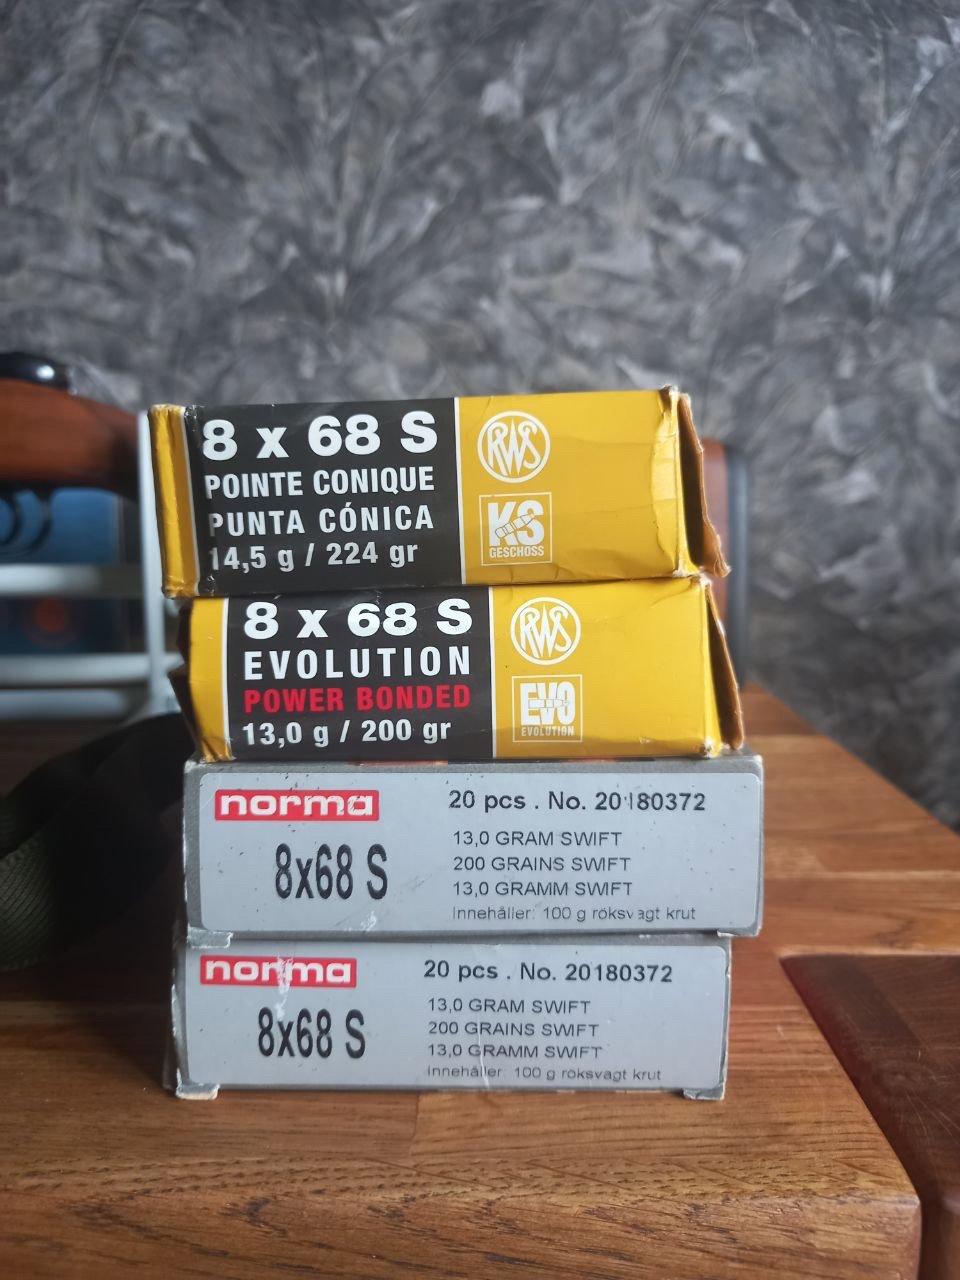 8 x 68 S
POINTE CONIQUE
PUNTA CÓNICA
14,5 g / 224 gr
RWS
KS
GESCHOSS
8 x 68 S
EVOLUTION
POWER BONDED
13,0 g / 200 gr
RWS
EVO
EVOLUTION
norma
8x68 S
20 pcs . No. 20180372
13,0 GRAM SWIFT
200 GRAINS SWIFT
13,0 GRAMM SWIFT
Innehåller: 100 g röksvagt krut
norma
8x68 S
20 pcs . No. 20180372
13,0 GRAM SWIFT
200 GRAINS SWIFT
13,0 GRAMM SWIFT
Innehåller: 100 g röksvagt krut